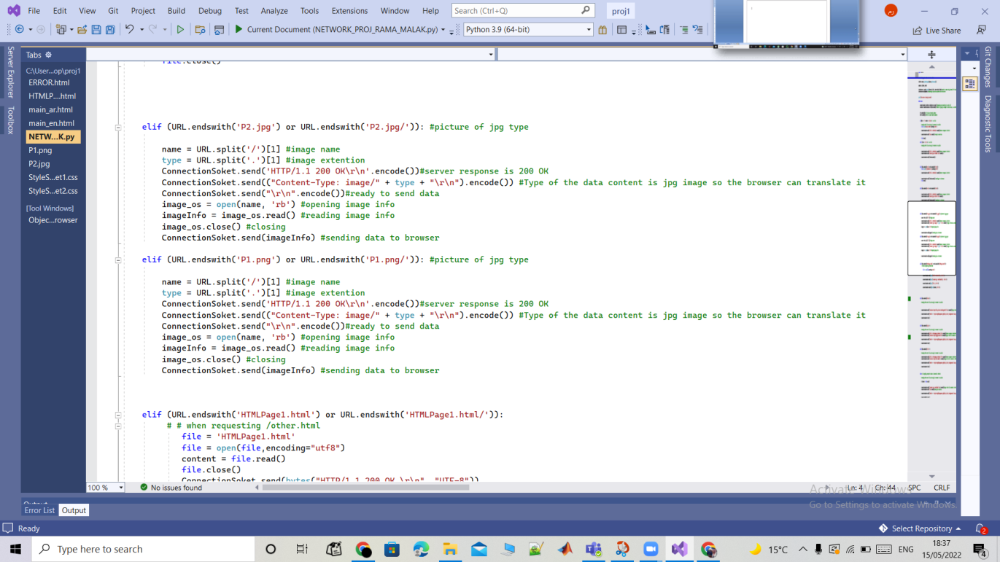 File Edit View Git Project Build Debug Test Analyze Tools Extensions Window Help Search (Ctrl+Q) proj1
Current Document (NETWORK_PROJ_RAMA_MALAK.py) Python 3.9 (64-bit) Live Share
Server Explorer
Toolbox
Tabs
C:\User...op\proj1
ERROR.html
HTMLP....html
main_ar.html
main_en.html
NETW...K.py
P1.png
P2.jpg
StyleS...et1.css
StyleS...et2.css
[Tool Windows]
Objec...rowser
file.close()
elif (URL.endswith('P2.jpg') or URL.endswith('P2.jpg/')): #picture of jpg type
name = URL.split('/')[1] #image name
type = URL.split('.')[1] #image extention
ConnectionSoket.send('HTTP/1.1 200 OK\r\n'.encode())#server response is 200 OK
ConnectionSoket.send(("Content-Type: image/" + type + "\r\n").encode()) #Type of the data content is jpg image so the browser can translate it
ConnectionSoket.send("\r\n".encode())#ready to send data
image_os = open(name, 'rb') #opening image info
imageInfo = image_os.read() #reading image info
image_os.close() #closing
ConnectionSoket.send(imageInfo) #sending data to browser
elif (URL.endswith('P1.png') or URL.endswith('P1.png/')): #picture of jpg type
name = URL.split('/')[1] #image name
type = URL.split('.')[1] #image extention
ConnectionSoket.send('HTTP/1.1 200 OK\r\n'.encode())#server response is 200 OK
ConnectionSoket.send(("Content-Type: image/" + type + "\r\n").encode()) #Type of the data content is jpg image so the browser can translate it
ConnectionSoket.send("\r\n".encode())#ready to send data
image_os = open(name, 'rb') #opening image info
imageInfo = image_os.read() #reading image info
image_os.close() #closing
ConnectionSoket.send(imageInfo) #sending data to browser
elif (URL.endswith('HTMLPage1.html') or URL.endswith('HTMLPage1.html/')):
# # when requesting /other.html
file = 'HTMLPage1.html'
file = open(file,encoding="utf8")
content = file.read()
file.close()
ConnectionSoket.send(bytes("HTTP/1.1 200 OK \r\n", "UTF-8"))
Git Changes
Diagnostic Tools
100 % No issues found Ln: 4 Ch: 44 SPC CRLF
Activate Windows
Go to Settings to activate Windows.
Output
Error List Output
Ready Select Repository 2
Type here to search 15°C ENG 18:37
15/05/2022 4